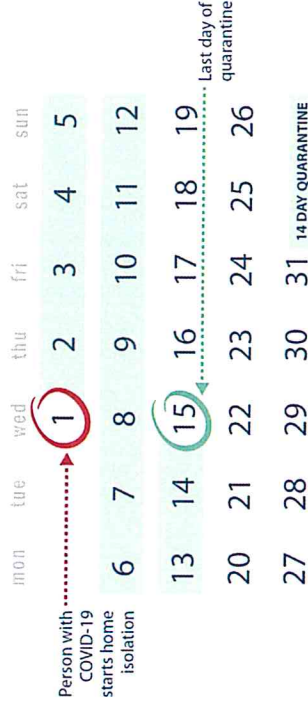 mon tue wed thu fri sat sun
Person with
COVID-19
starts home
isolation
1 2 3 4 5
6 7 8 9 10 11 12
13 14 15 16 17 18 19
Last day of
quarantine
20 21 22 23 24 25 26
27 28 29 30 31
14 DAY QUARANTINE